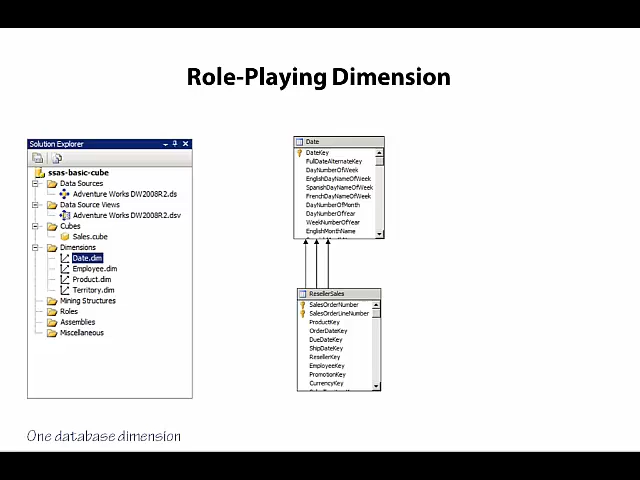 Role-Playing Dimension
Solution Explorer
ssas-basic-cube
Data Sources
Adventure Works DW2008R2.ds
Data Source Views
Adventure Works DW2008R2.dsv
Cubes
Sales.cube
Dimensions
Date.dim
Employee.dim
Product.dim
Territory.dim
Mining Structures
Roles
Assemblies
Miscellaneous
Date
DateKey
FullDateAlternateKey
DayNumberOfWeek
EnglishDayNameOfWeek
SpanishDayNameOfWeek
FrenchDayNameOfWeek
DayNumberOfMonth
DayNumberOfYear
WeekNumberOfYear
EnglishMonthName
ResellerSales
SalesOrderNumber
SalesOrderLineNumber
ProductKey
OrderDateKey
DueDateKey
ShipDateKey
ResellerKey
EmployeeKey
PromotionKey
CurrencyKey
One database dimension